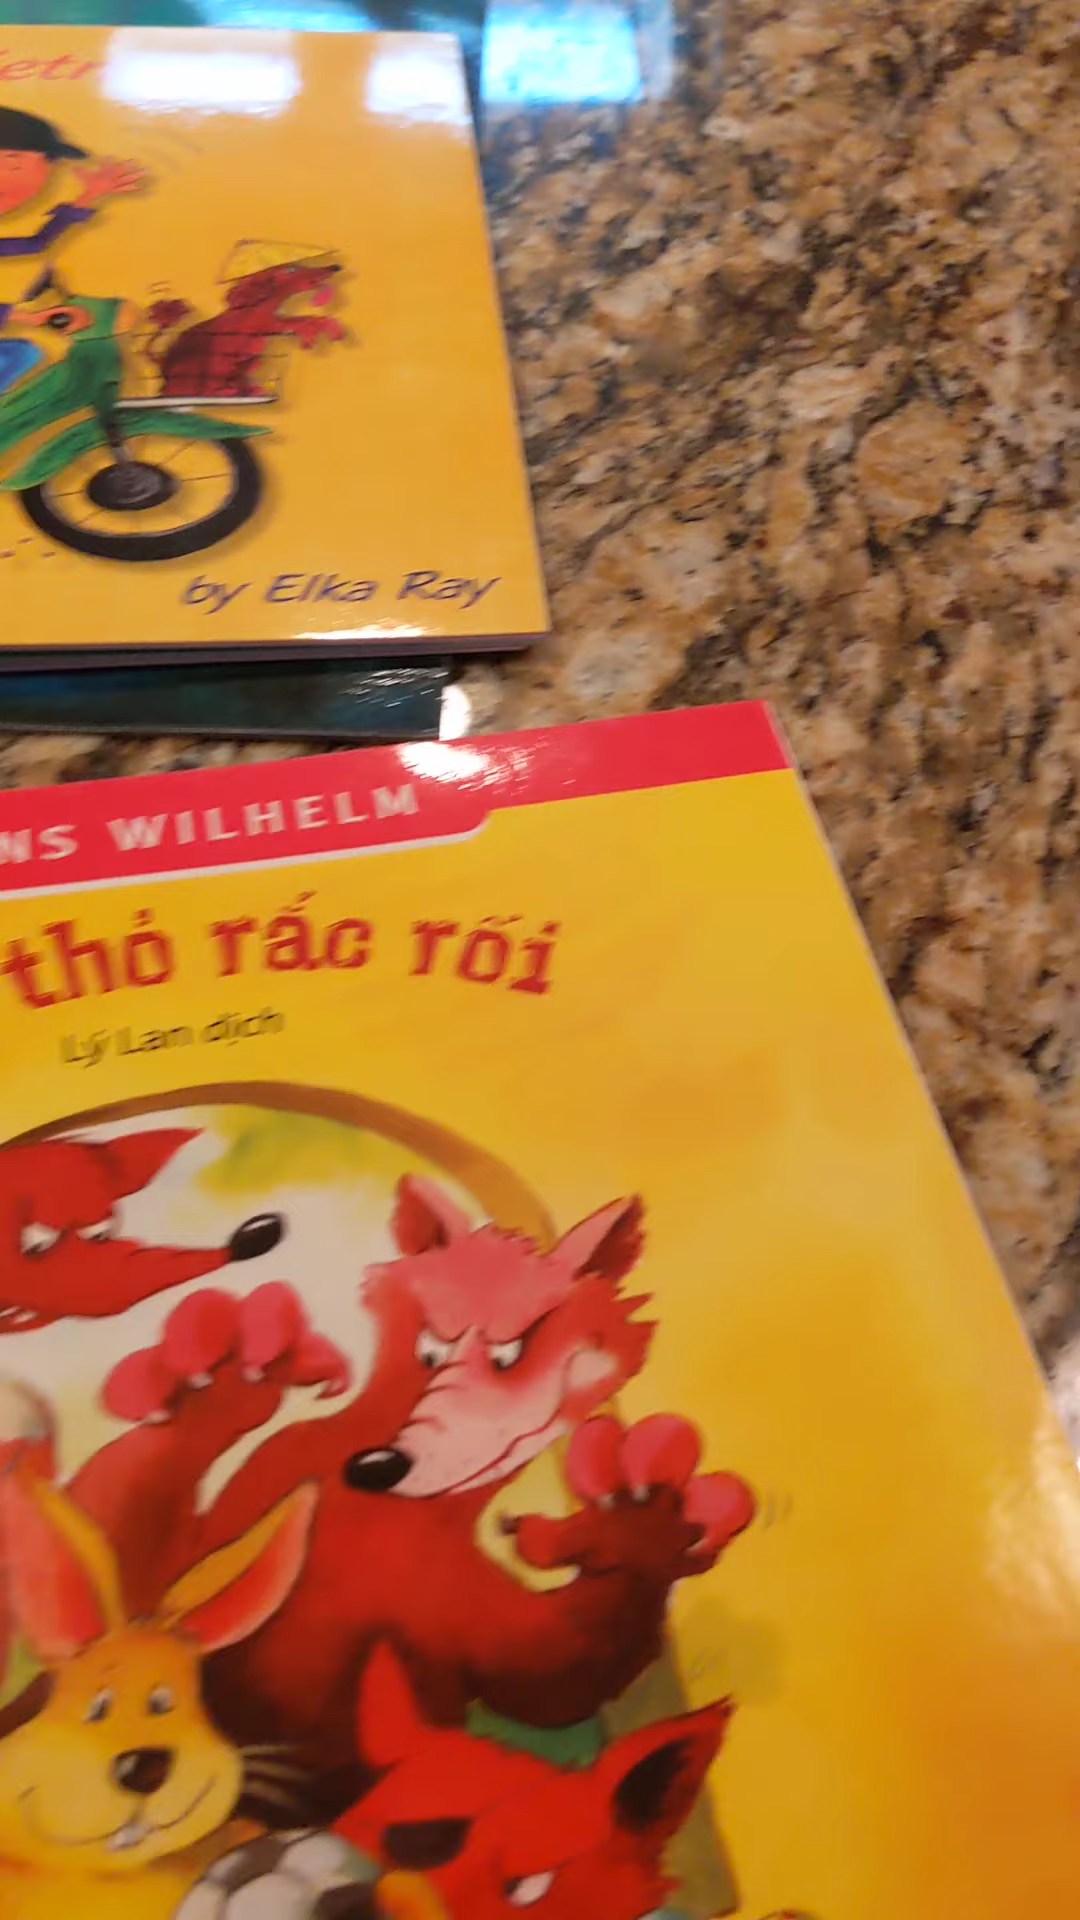 by Elka Ray
WILHELM
thỏ rắc rối
Lý Lan dịch